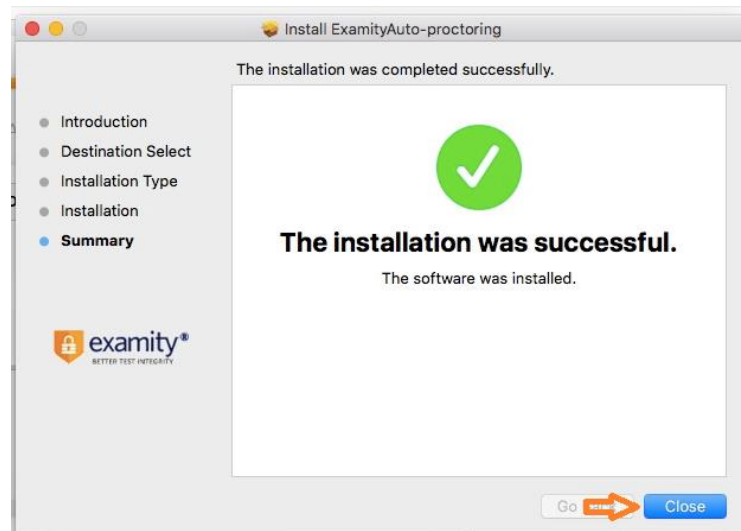 Install ExamityAuto-proctoring
The installation was completed successfully.
Introduction
Destination Select
Installation Type
Installation
Summary
The installation was successful.
The software was installed.
examity®
BETTER TEST INTEGRITY
Go
Close